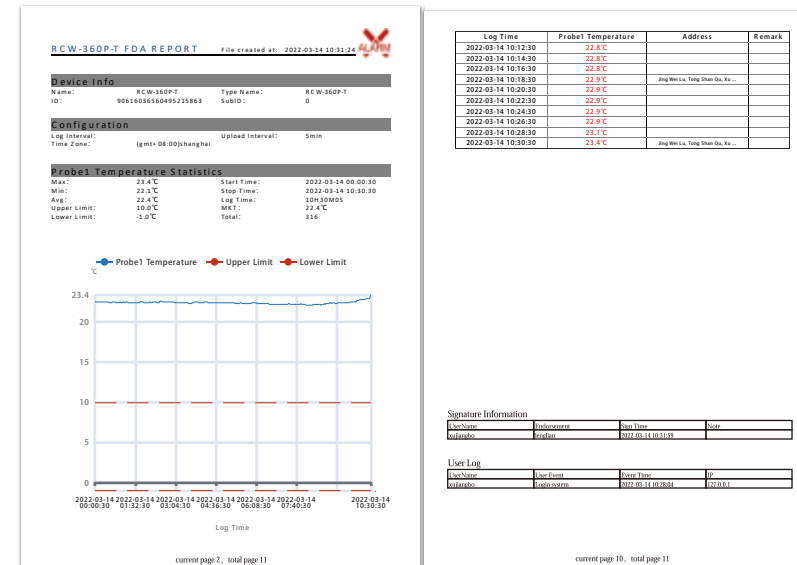 RCW-360P-T FDA REPORT File created at: 2022-03-14 10:31:24 ALARM
Device Info
Name: RCW-360P-T Type Name: RCW-360P-T
ID: 90616036560495215863 SubID: 0
Configuration
Log Interval: Upload Interval: 5min
Time Zone: (gmt+08:00)shanghai
Probe1 Temperature Statistics
Max: 23.4℃ Start Time: 2022-03-14 00:00:30
Min: 22.1℃ Stop Time: 2022-03-14 10:30:30
Avg: 22.4℃ Log Time: 10H30M0S
Upper Limit: 10.0℃ MKT: 22.4℃
Lower Limit: -1.0℃ Total: 316
Probe1 Temperature Upper Limit Lower Limit
℃
23.4
20
15
10
5
0
2022-03-14 2022-03-14 2022-03-14 2022-03-14 2022-03-14 2022-03-14 2022-03-14
00:00:30 01:32:30 03:04:30 04:36:30 06:08:30 07:40:30 10:30:30
Log Time
current page 2、total page 11
Log Time Probe1 Temperature Address Remark
2022-03-14 10:12:30 22.8℃
2022-03-14 10:14:30 22.8℃
2022-03-14 10:16:30 22.8℃
2022-03-14 10:18:30 22.9℃ Jing Wei Lu, Tong Shan Qu, Xu ...
2022-03-14 10:20:30 22.9℃
2022-03-14 10:22:30 22.9℃
2022-03-14 10:24:30 22.9℃
2022-03-14 10:26:30 22.9℃
2022-03-14 10:28:30 23.1℃
2022-03-14 10:30:30 23.4℃ Jing Wei Lu, Tong Shan Qu, Xu ...
Signature Information
UserName Endorsement Sign Time Note
xujiangbo lenglian 2022-03-14 10:31:59
User Log
UserName User Event Event Time IP
xujiangbo Login system 2022-03-14 10:28:04 127.0.0.1
current page 10、total page 11